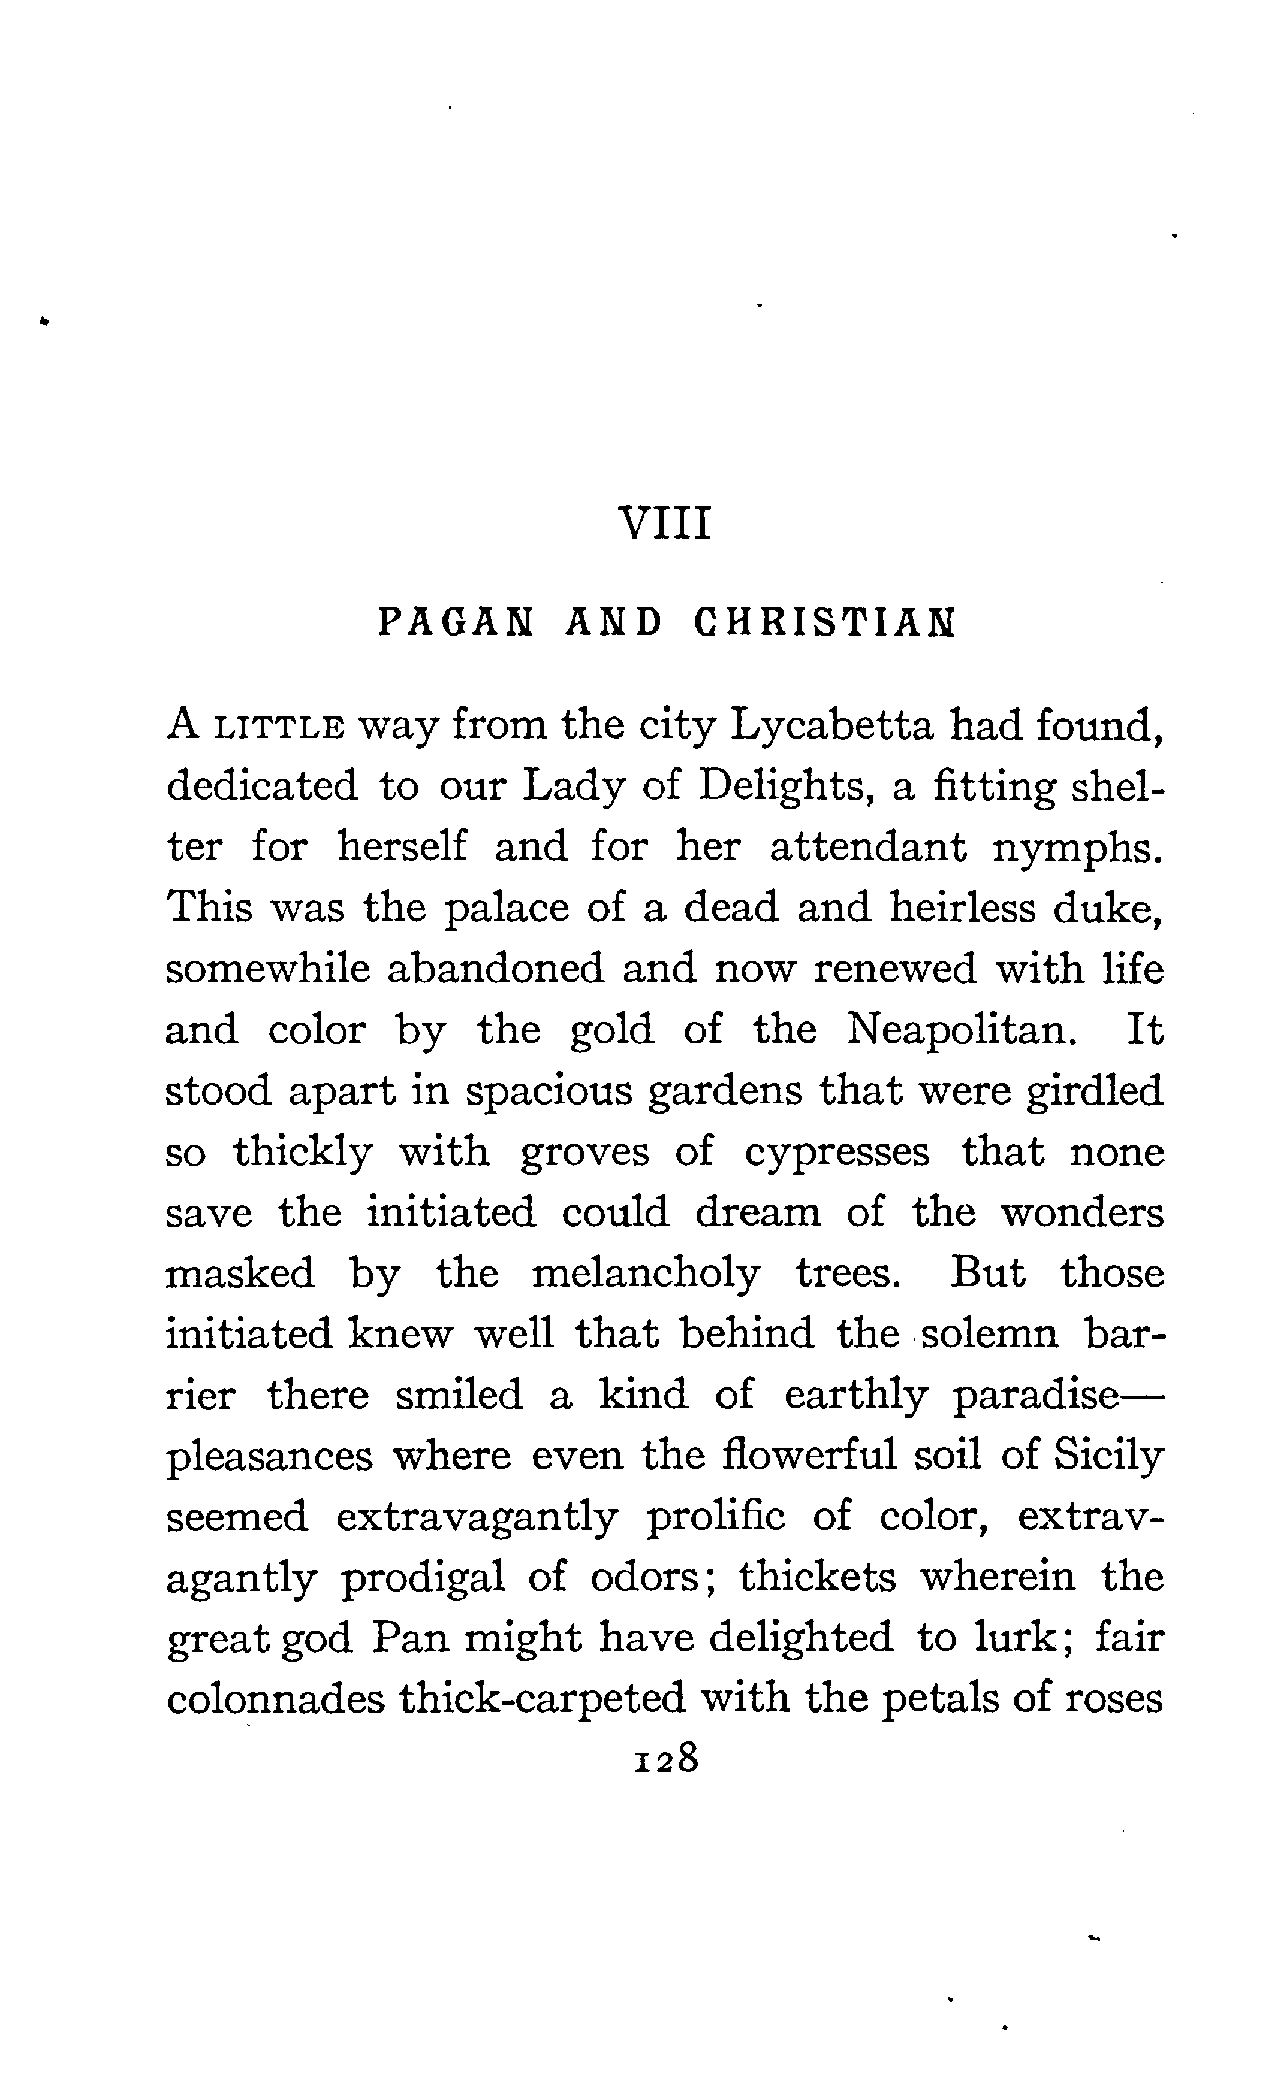 VIII
PAGAN AND CHRISTIAN
A LITTLE way from the city Lycabetta had found,
dedicated to our Lady of Delights, a fitting shel-
ter for herself and for her attendant nymphs.
This was the palace of a dead and heirless duke,
somewhile abandoned and now renewed with life
and color by the gold of the Neapolitan. It
stood apart in spacious gardens that were girdled
so thickly with groves of cypresses that none
save the initiated could dream of the wonders
masked by the melancholy trees. But those
initiated knew well that behind the solemn bar-
rier there smiled a kind of earthly paradise—
pleasances where even the flowerful soil of Sicily
seemed extravagantly prolific of color, extrav-
agantly prodigal of odors; thickets wherein the
great god Pan might have delighted to lurk; fair
colonnades thick-carpeted with the petals of roses
128